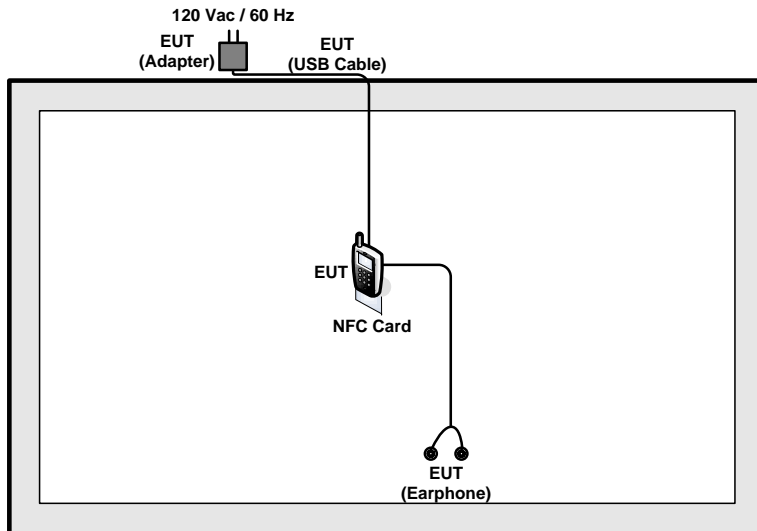 120 Vac / 60 Hz
EUT
(Adapter)
EUT
(USB Cable)
EUT
NFC Card
EUT
(Earphone)